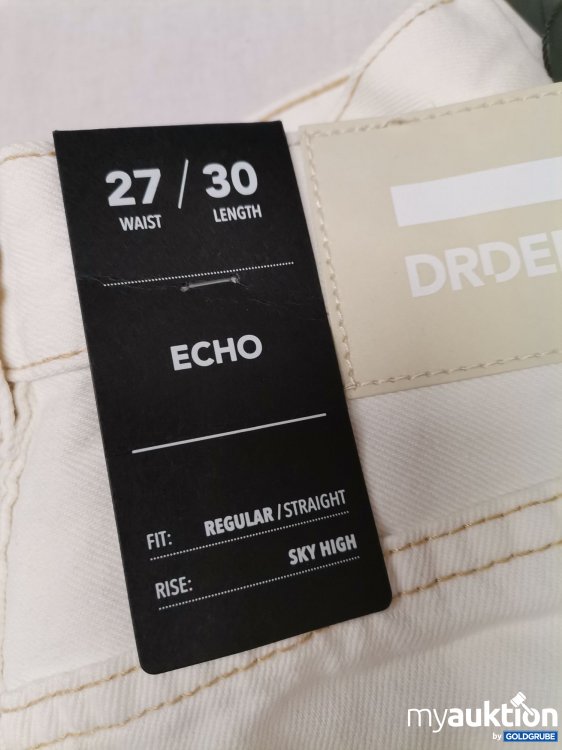 27 / 30
WAIST LENGTH
ECHO
FIT: REGULAR / STRAIGHT
RISE: SKY HIGH
DRDE
myauktion
by GOLDGRUBE